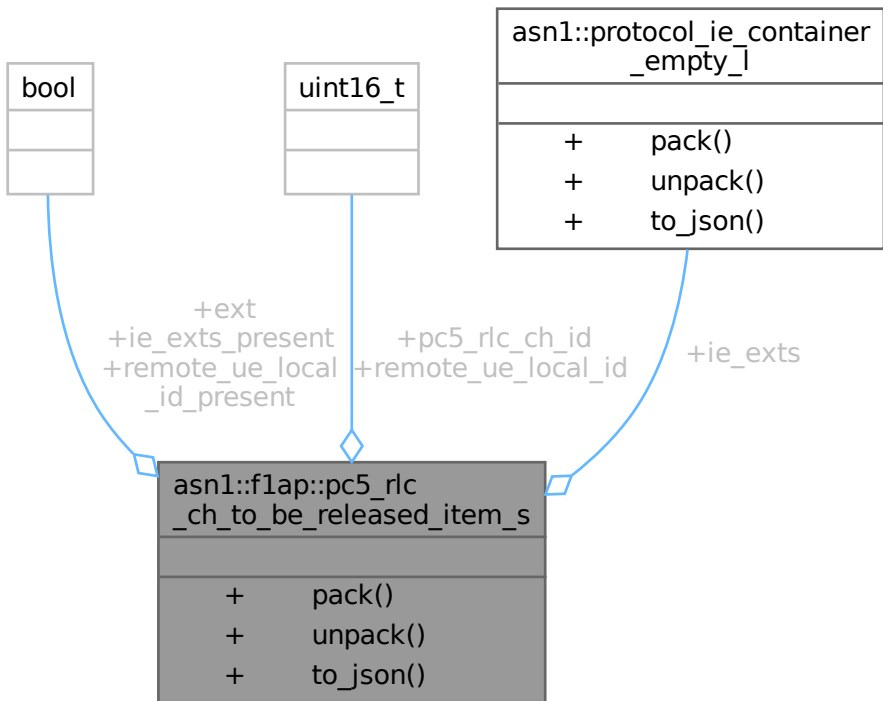 bool
uint16_t
asn1::protocol_ie_container
_empty_l
+ pack()
+ unpack()
+ to_json()
+ext
+ie_exts_present
+remote_ue_local
_id_present
+pc5_rlc_ch_id
+remote_ue_local_id
+ie_exts
asn1::f1ap::pc5_rlc
_ch_to_be_released_item_s
+ pack()
+ unpack()
+ to_json()